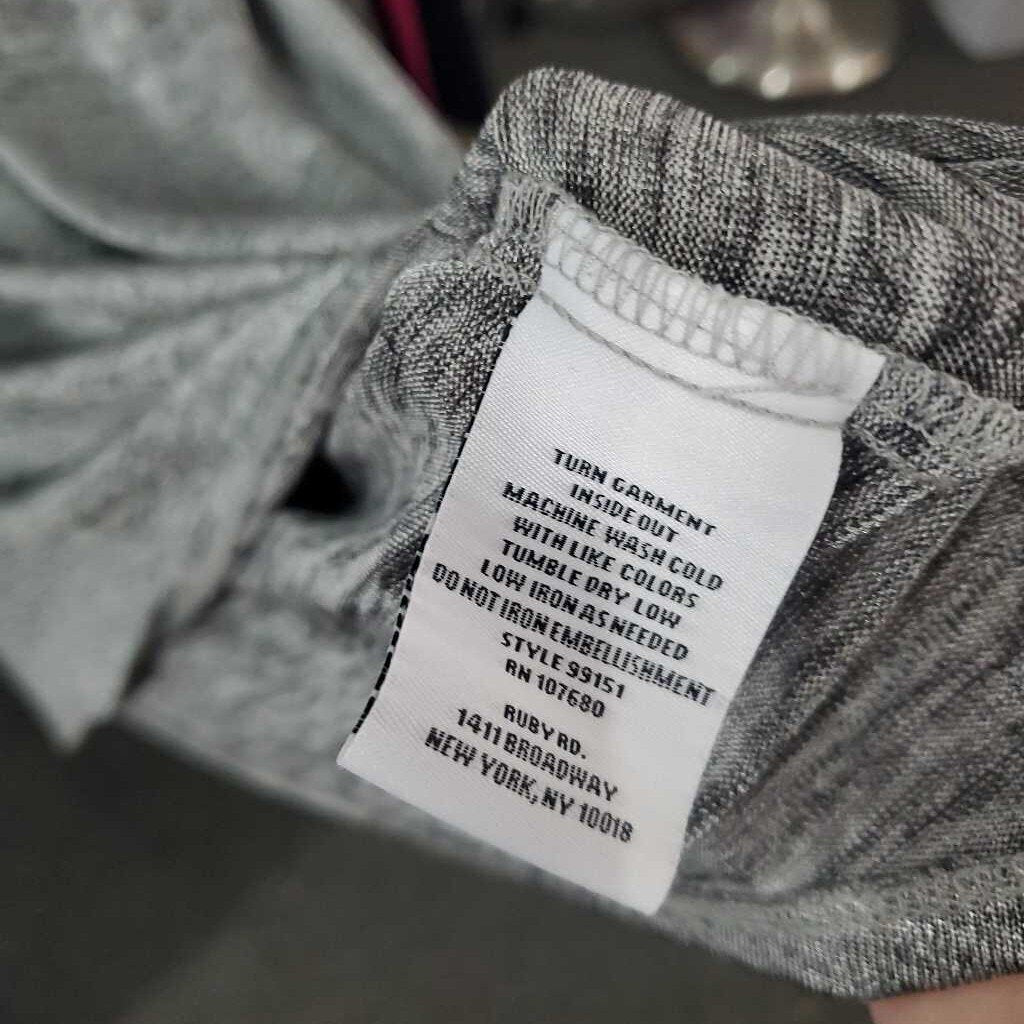 TURN GARMENT
INSIDE OUT
MACHINE WASH COLD
WITH LIKE COLORS
TUMBLE DRY LOW
LOW IRON AS NEEDED
DO NOT IRON EMBELLISHMENT
STYLE 99151
RN 107680
RUBY RD.
1411 BROADWAY
NEW YORK, NY 10018